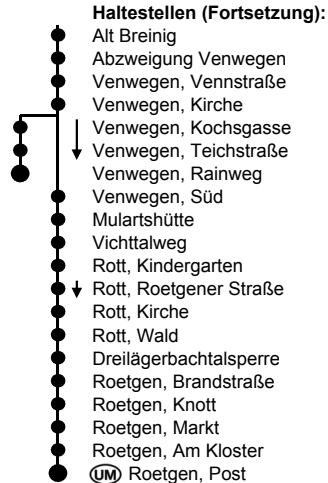 Haltestellen (Fortsetzung):
Alt Breinig
Abzweigung Venwegen
Venwegen, Vennstraße
Venwegen, Kirche
Venwegen, Kochsgasse
Venwegen, Teichstraße
Venwegen, Rainweg
Venwegen, Süd
Mulartshütte
Vichttalweg
Rott, Kindergarten
Rott, Roetgener Straße
Rott, Kirche
Rott, Wald
Dreilägerbachtalsperre
Roetgen, Brandstraße
Roetgen, Knott
Roetgen, Markt
Roetgen, Am Kloster
UM Roetgen, Post